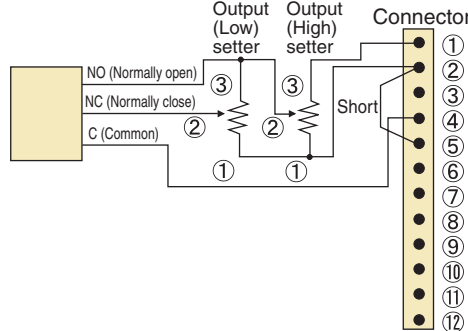 Output (Low) setter
Output (High) setter
Connector
NO (Normally open)
NC (Normally close)
C (Common)
③
③
②
②
①
①
Short
①
②
③
④
⑤
⑥
⑦
⑧
⑨
⑩
⑪
⑫